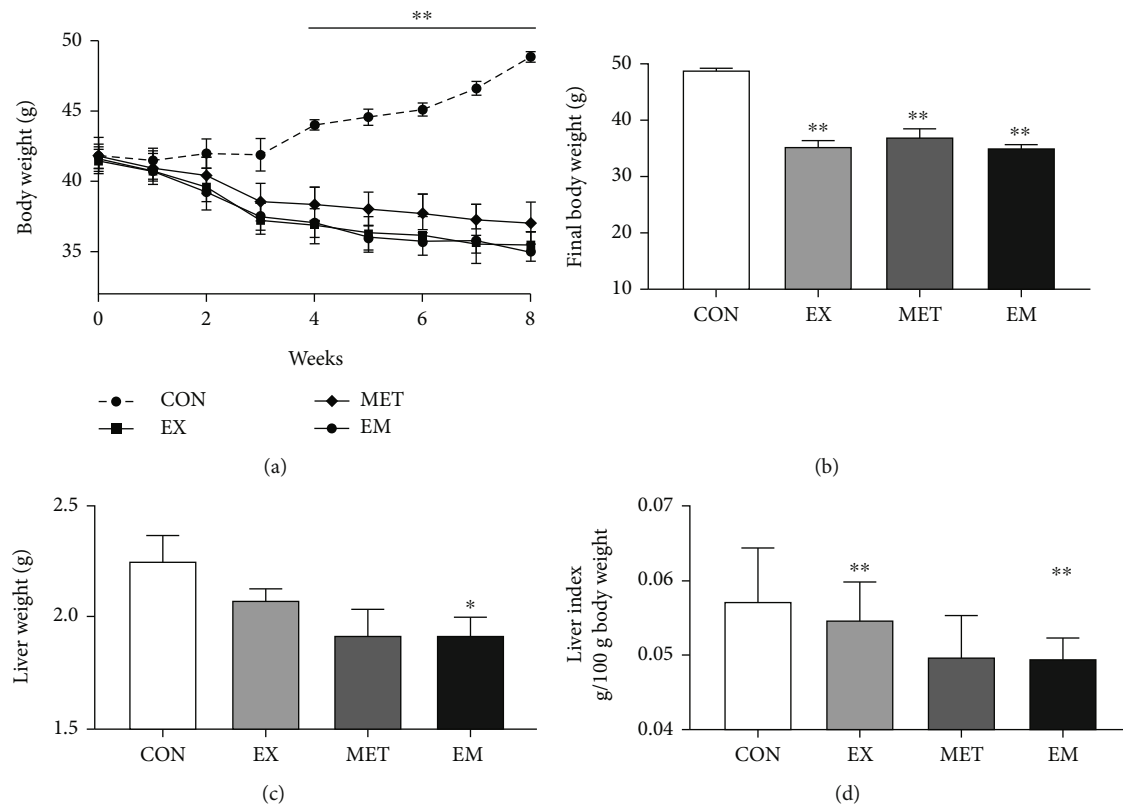 **
50
45
40
35
Body weight (g)
0
2
4
6
8
Weeks
CON
MET
EX
EM
(a)
50
40
30
20
10
Final body weight (g)
**
**
**
CON
EX
MET
EM
(b)
2.5
2.0
1.5
Liver weight (g)
*
CON
EX
MET
EM
(c)
0.07
0.06
0.05
0.04
Liver index
g/100 g body weight
**
**
CON
EX
MET
EM
(d)